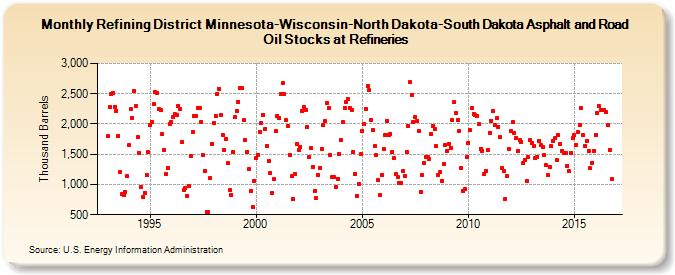 Monthly Refining District Minnesota-Wisconsin-North Dakota-South Dakota Asphalt and Road
Oil Stocks at Refineries
Thousand Barrels
3,000
2,500
2,000
1,500
1,000
500
1995
2000
2005
2010
2015
Source: U.S. Energy Information Administration